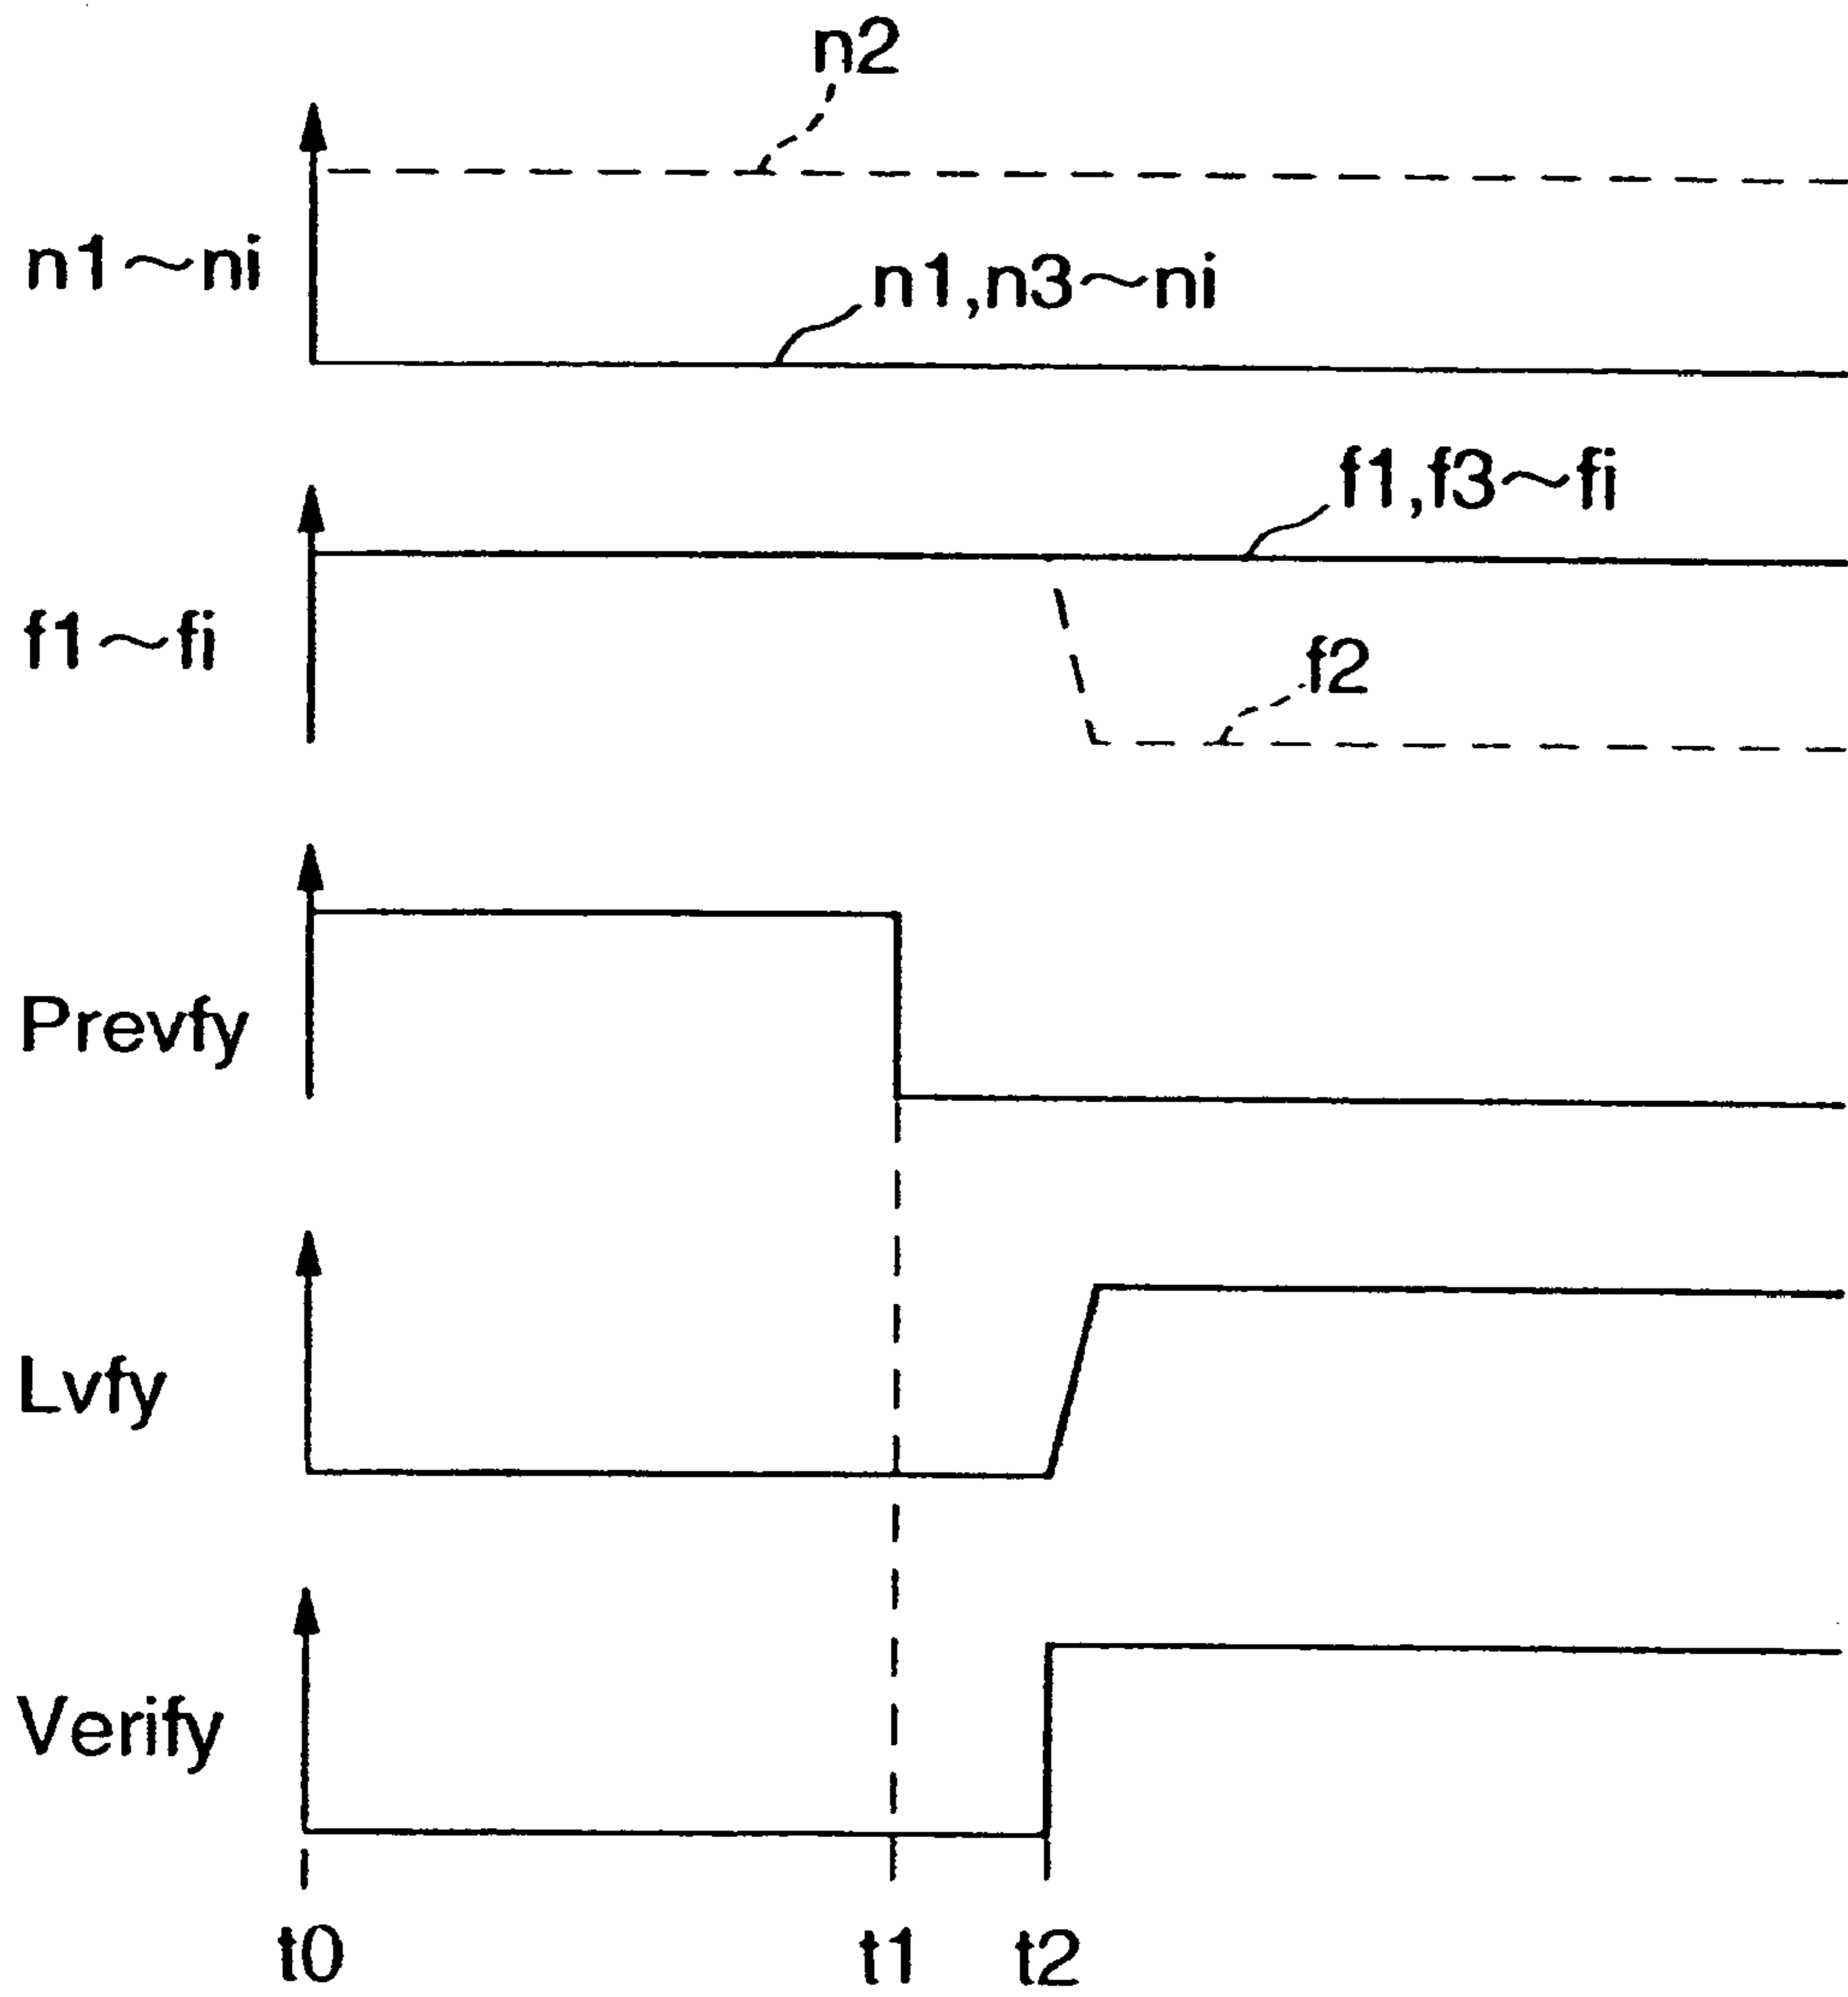 n2
n1～ni
n1,n3～ni
f1,f3～fi
f1～fi
f2
Prevfy
Lvfy
Verify
t0 t1 t2